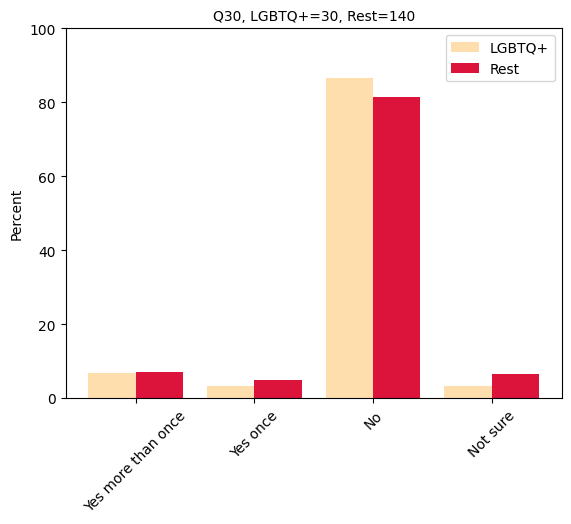 Q30, LGBTQ+=30, Rest=140
100
80
60
40
20
0
Percent
LGBTQ+
Rest
Yes more than once
Yes once
No
Not sure